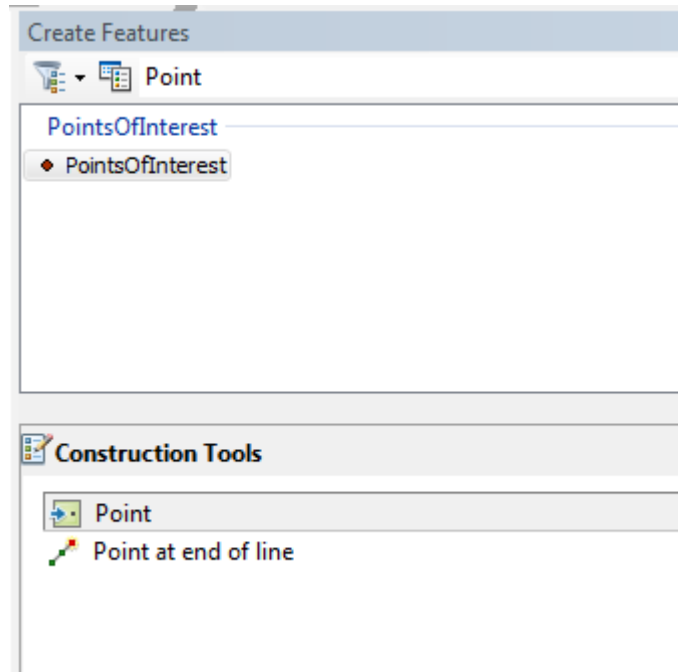 Create Features
Point
PointsOfInterest
PointsOfInterest
Construction Tools
Point
Point at end of line